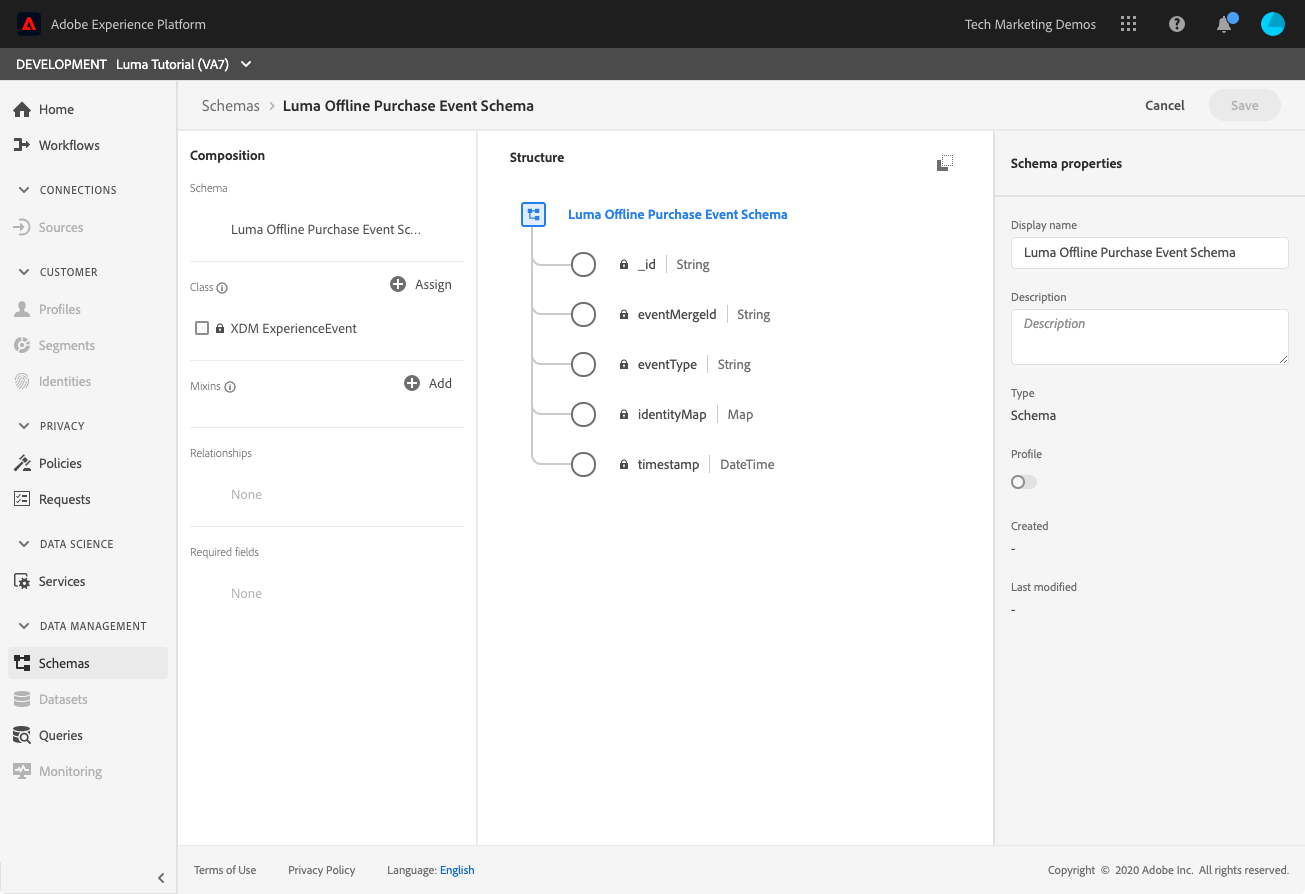 Adobe Experience Platform
Tech Marketing Demos
DEVELOPMENT Luma Tutorial (VA7)
Home
Workflows
CONNECTIONS
Sources
CUSTOMER
Profiles
Segments
Identities
PRIVACY
Policies
Requests
DATA SCIENCE
Services
DATA MANAGEMENT
Schemas
Datasets
Queries
Monitoring
Schemas > Luma Offline Purchase Event Schema
Cancel
Save
Composition
Schema
Luma Offline Purchase Event Sc...
Class
Assign
XDM ExperienceEvent
Mixins
Add
Relationships
None
Required fields
None
Structure
Luma Offline Purchase Event Schema
_id String
eventMergeId String
eventType String
identityMap Map
timestamp DateTime
Schema properties
Display name
Luma Offline Purchase Event Schema
Description
Description
Type
Schema
Profile
Created
-
Last modified
-
Terms of Use
Privacy Policy
Language: English
Copyright © 2020 Adobe Inc. All rights reserved.